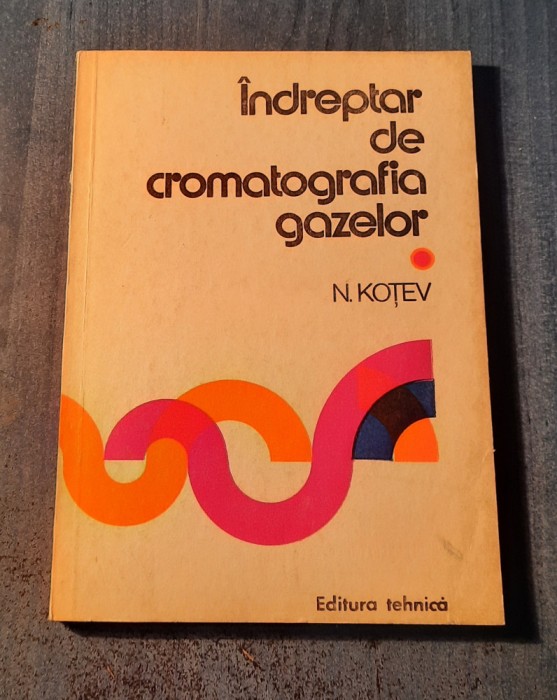 Îndreptar
de
cromatografia
gazelor
N. KOȚEV
Editura tehnică